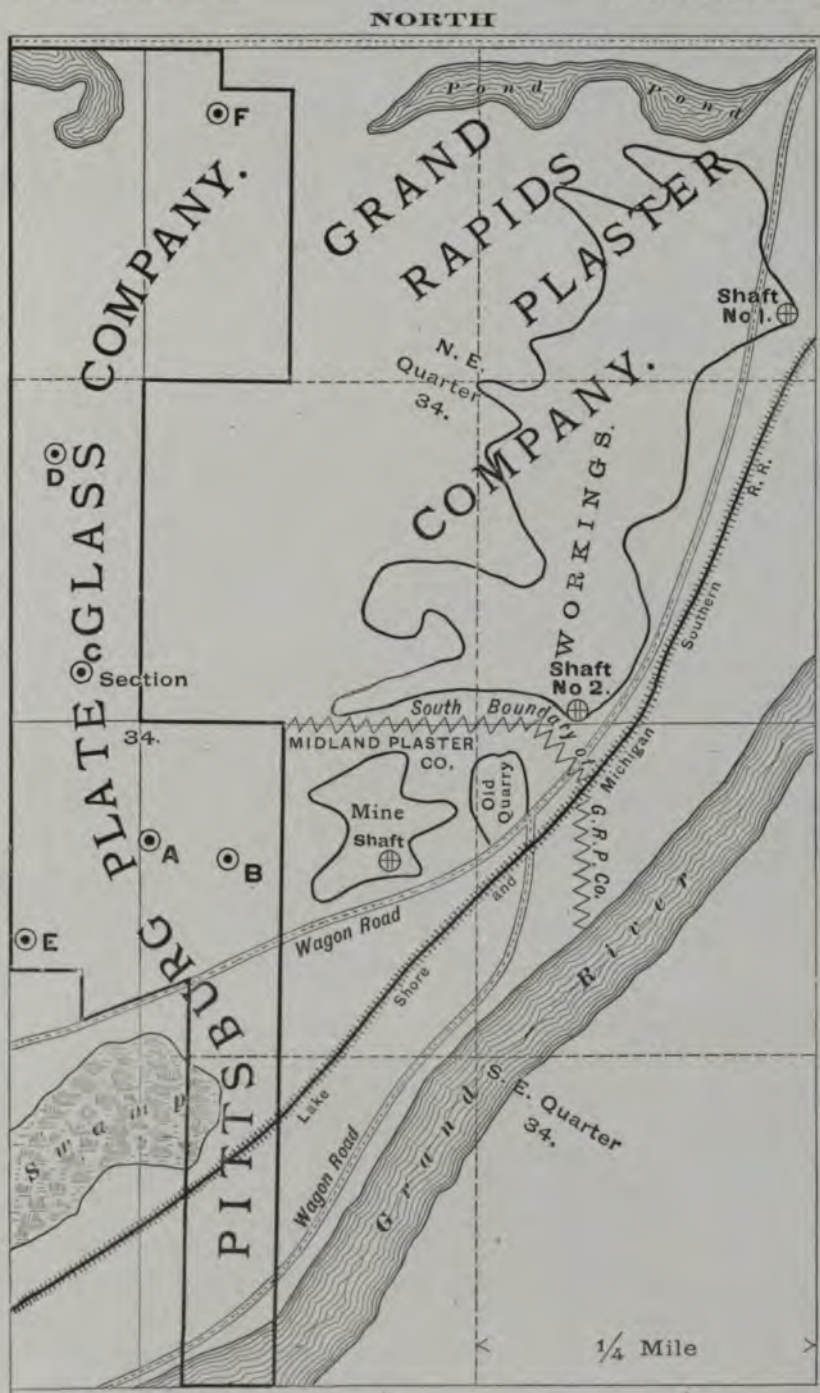 NORTH
Pond
Pond
F
GRAND
RAPIDS
PLASTER
COMPANY.
Shaft
No 1.
N. E.
Quarter
34.
WORKINGS.
R. R.
D
C
Section
34.
Shaft
No 2.
South Boundary of G. R. P. Co.
MIDLAND PLASTER
CO.
Mine
Shaft
Old
Quarry
A
B
E
PITTSBURG PLATE GLASS COMPANY.
Wagon Road
Lake Shore and Michigan Southern
Swamp
Wagon Road
Grand River
S. E. Quarter
34.
1/4 Mile